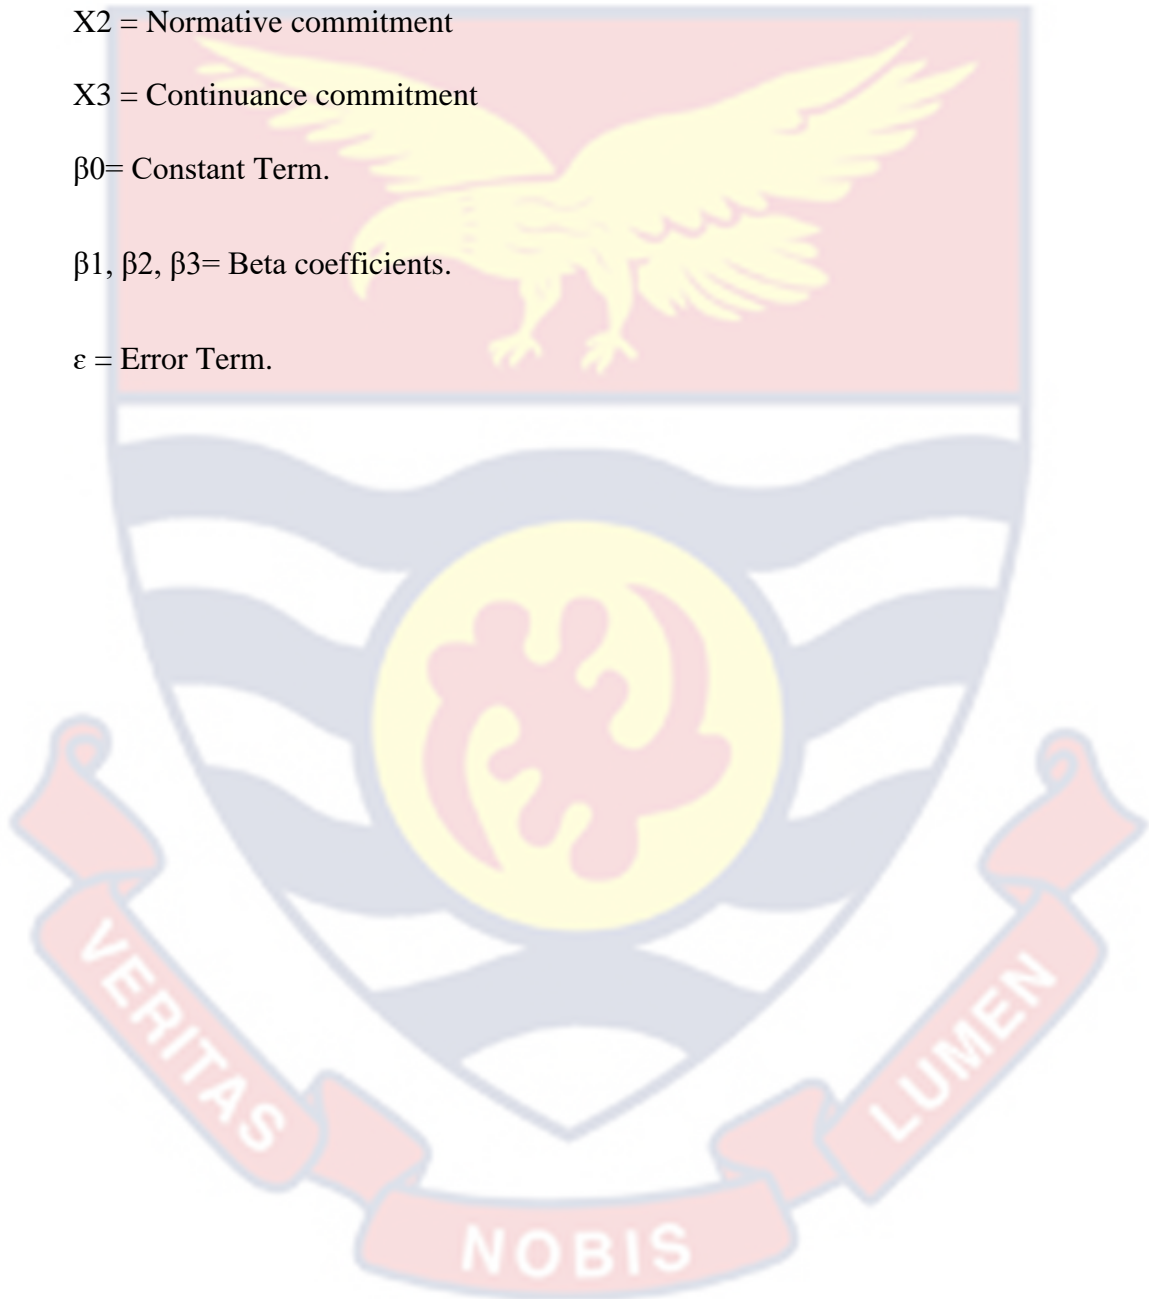 X2 = Normative commitment
X3 = Continuance commitment
β0= Constant Term.
β1, β2, β3= Beta coefficients.
ε = Error Term.
VERITAS
NOBIS
LUMEN